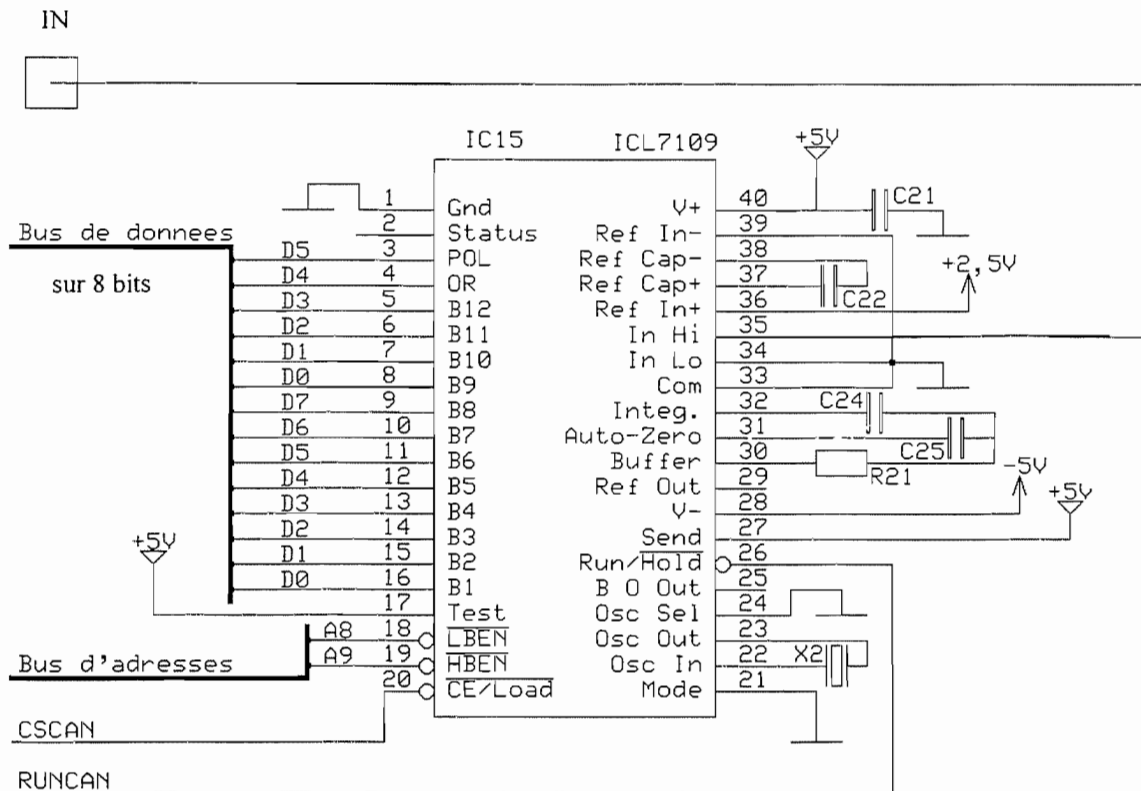 IN
IC15 ICL7109
+5V
C21
1 Gnd V+ 40
2 Status Ref In- 39
Bus de donnees
sur 8 bits
D5 3 POL Ref Cap- 38
+2,5V
D4 4 OR Ref Cap+ 37
C22
D3 5 B12 Ref In+ 36
D2 6 B11 In Hi 35
D1 7 B10 In Lo 34
D0 8 B9 Com 33
D7 9 B8 Integ. 32 C24
D6 10 B7 Auto-Zero 31
C25
D5 11 B6 Buffer 30
R21
-5V
D4 12 B5 Ref Out 29
+5V
D3 13 B4 V- 28
D2 14 B3 Send 27
+5V
D1 15 B2 Run/Hold 26
D0 16 B1 B O Out 25
17 Test Osc Sel 24
A8 18 LBEN Osc Out 23
Bus d'adresses
A9 19 HBEN Osc In 22 X2
20 CE/Load Mode 21
CSCAN
RUNCAN